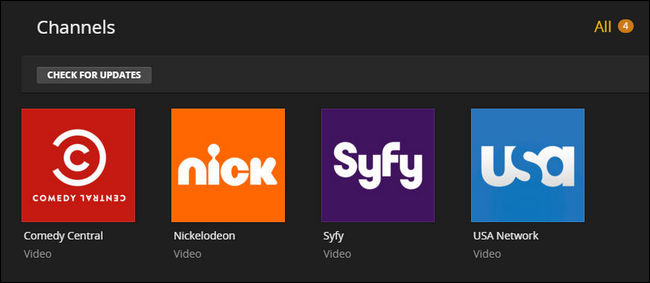 Channels
All 4
CHECK FOR UPDATES
COMEDY CENTRAL
nick
Syfy
usa
Comedy Central
Nickelodeon
Syfy
USA Network
Video
Video
Video
Video